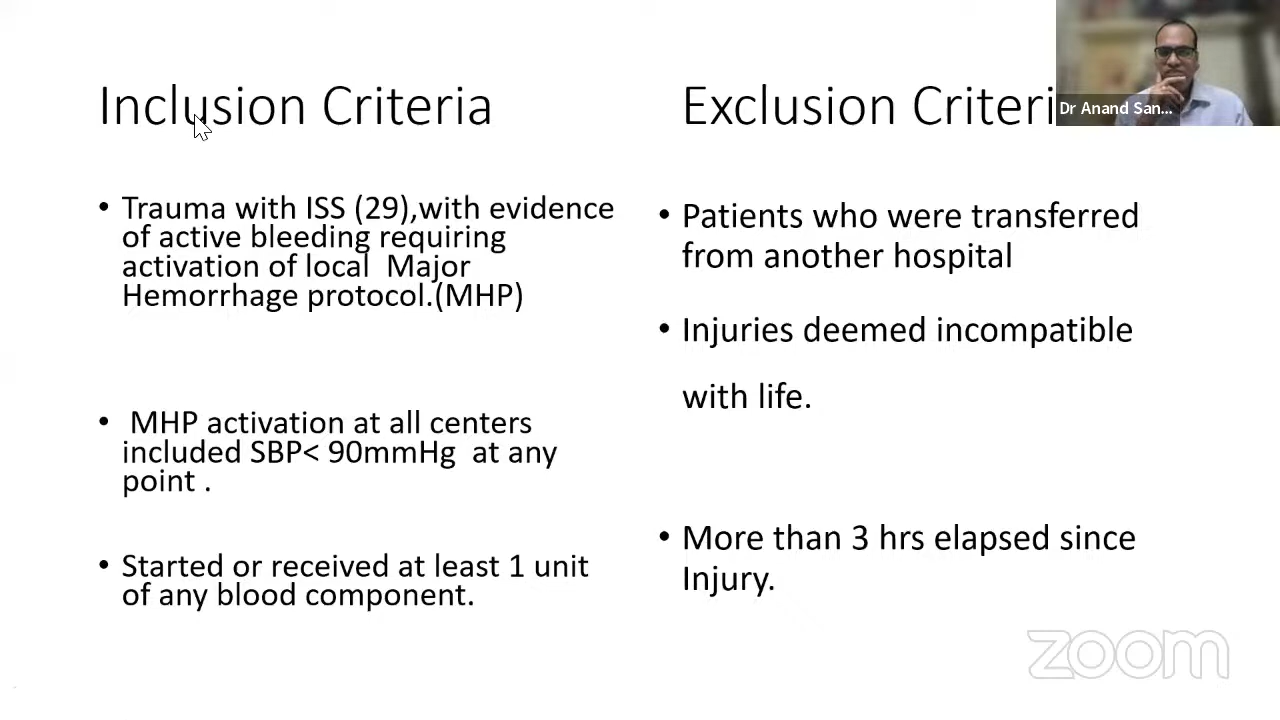 Inclusion Criteria
• Trauma with ISS (29),with evidence
of active bleeding requiring
activation of local Major
Hemorrhage protocol.(MHP)
• MHP activation at all centers
included SBP< 90mmHg at any
point .
• Started or received at least 1 unit
of any blood component.
Exclusion Criteri
• Patients who were transferred
from another hospital
• Injuries deemed incompatible
with life.
• More than 3 hrs elapsed since
Injury.
Dr Anand San...
zoom